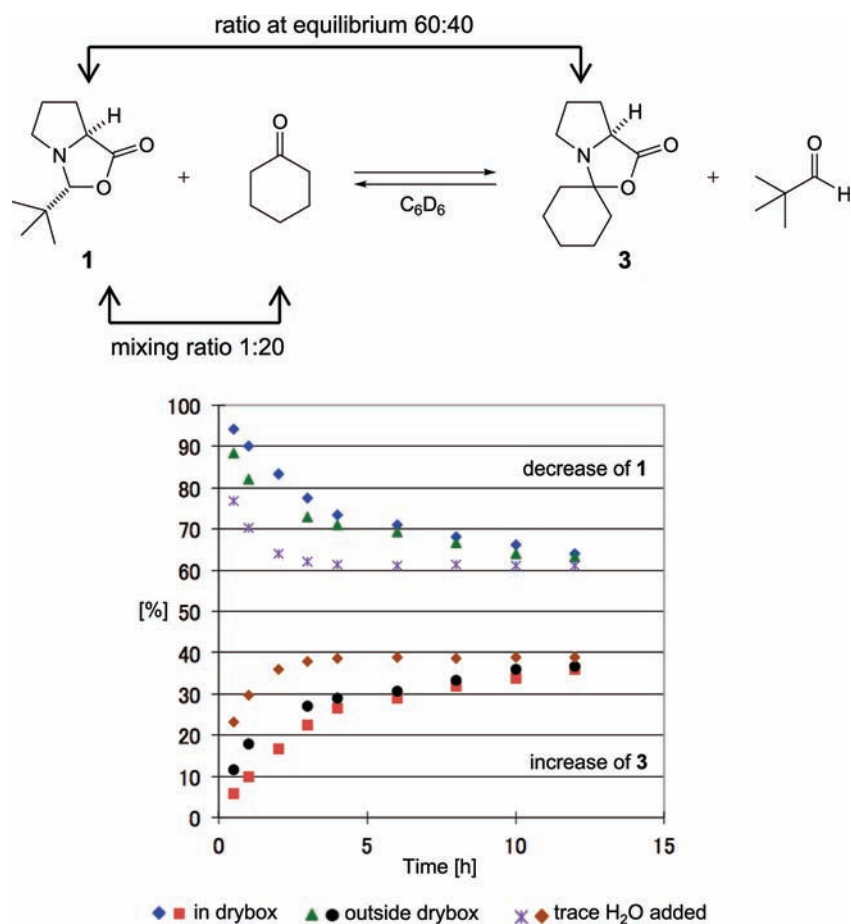 ratio at equilibrium 60:40
H
N
O
O
1
+
O
C₆D₆
H
N
O
O
3
+
O
H
mixing ratio 1:20
100
90
80
70
60
50
40
30
20
10
0
[%]
decrease of 1
increase of 3
0 5 10 15
Time [h]
in drybox outside drybox trace H₂O added